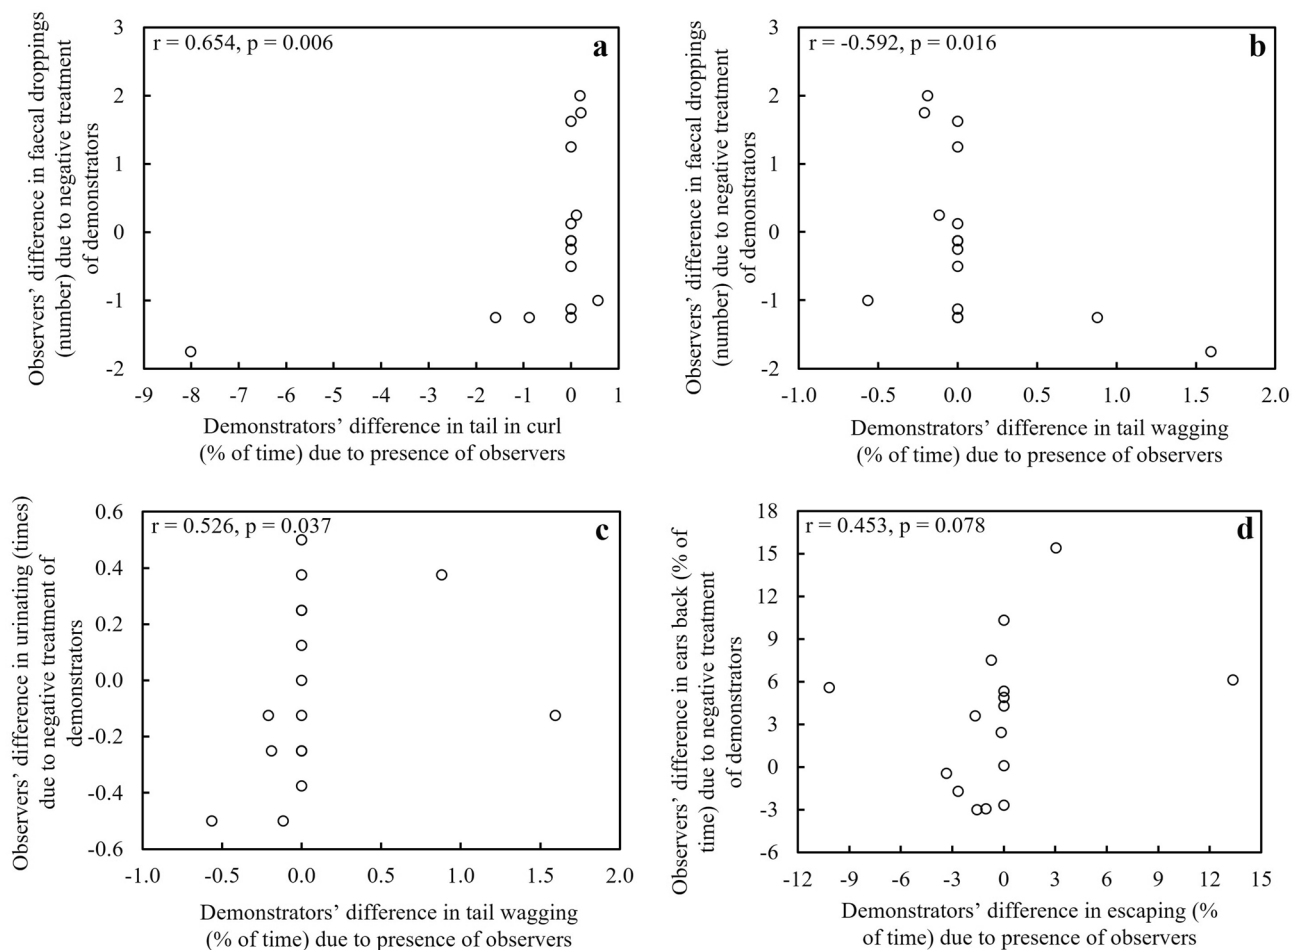 Observers’ difference in faecal droppings
(number) due to negative treatment
of demonstrators
r = 0.654, p = 0.006
a
3
2
1
0
-1
-2
-9 -8 -7 -6 -5 -4 -3 -2 -1 0 1
Demonstrators’ difference in tail in curl
(% of time) due to presence of observers
Observers’ difference in faecal droppings
(number) due to negative treatment
of demonstrators
r = -0.592, p = 0.016
b
3
2
1
0
-1
-2
-1.0 -0.5 0.0 0.5 1.0 1.5 2.0
Demonstrators’ difference in tail wagging
(% of time) due to presence of observers
Observers’ difference in urinating (times)
due to negative treatment of
demonstrators
r = 0.526, p = 0.037
c
0.6
0.4
0.2
0.0
-0.2
-0.4
-0.6
-1.0 -0.5 0.0 0.5 1.0 1.5 2.0
Demonstrators’ difference in tail wagging
(% of time) due to presence of observers
Observers’ difference in ears back (% of
time) due to negative treatment
of demonstrators
r = 0.453, p = 0.078
d
18
15
12
9
6
3
0
-3
-6
-12 -9 -6 -3 0 3 6 9 12 15
Demonstrators’ difference in escaping (%
of time) due to presence of observers